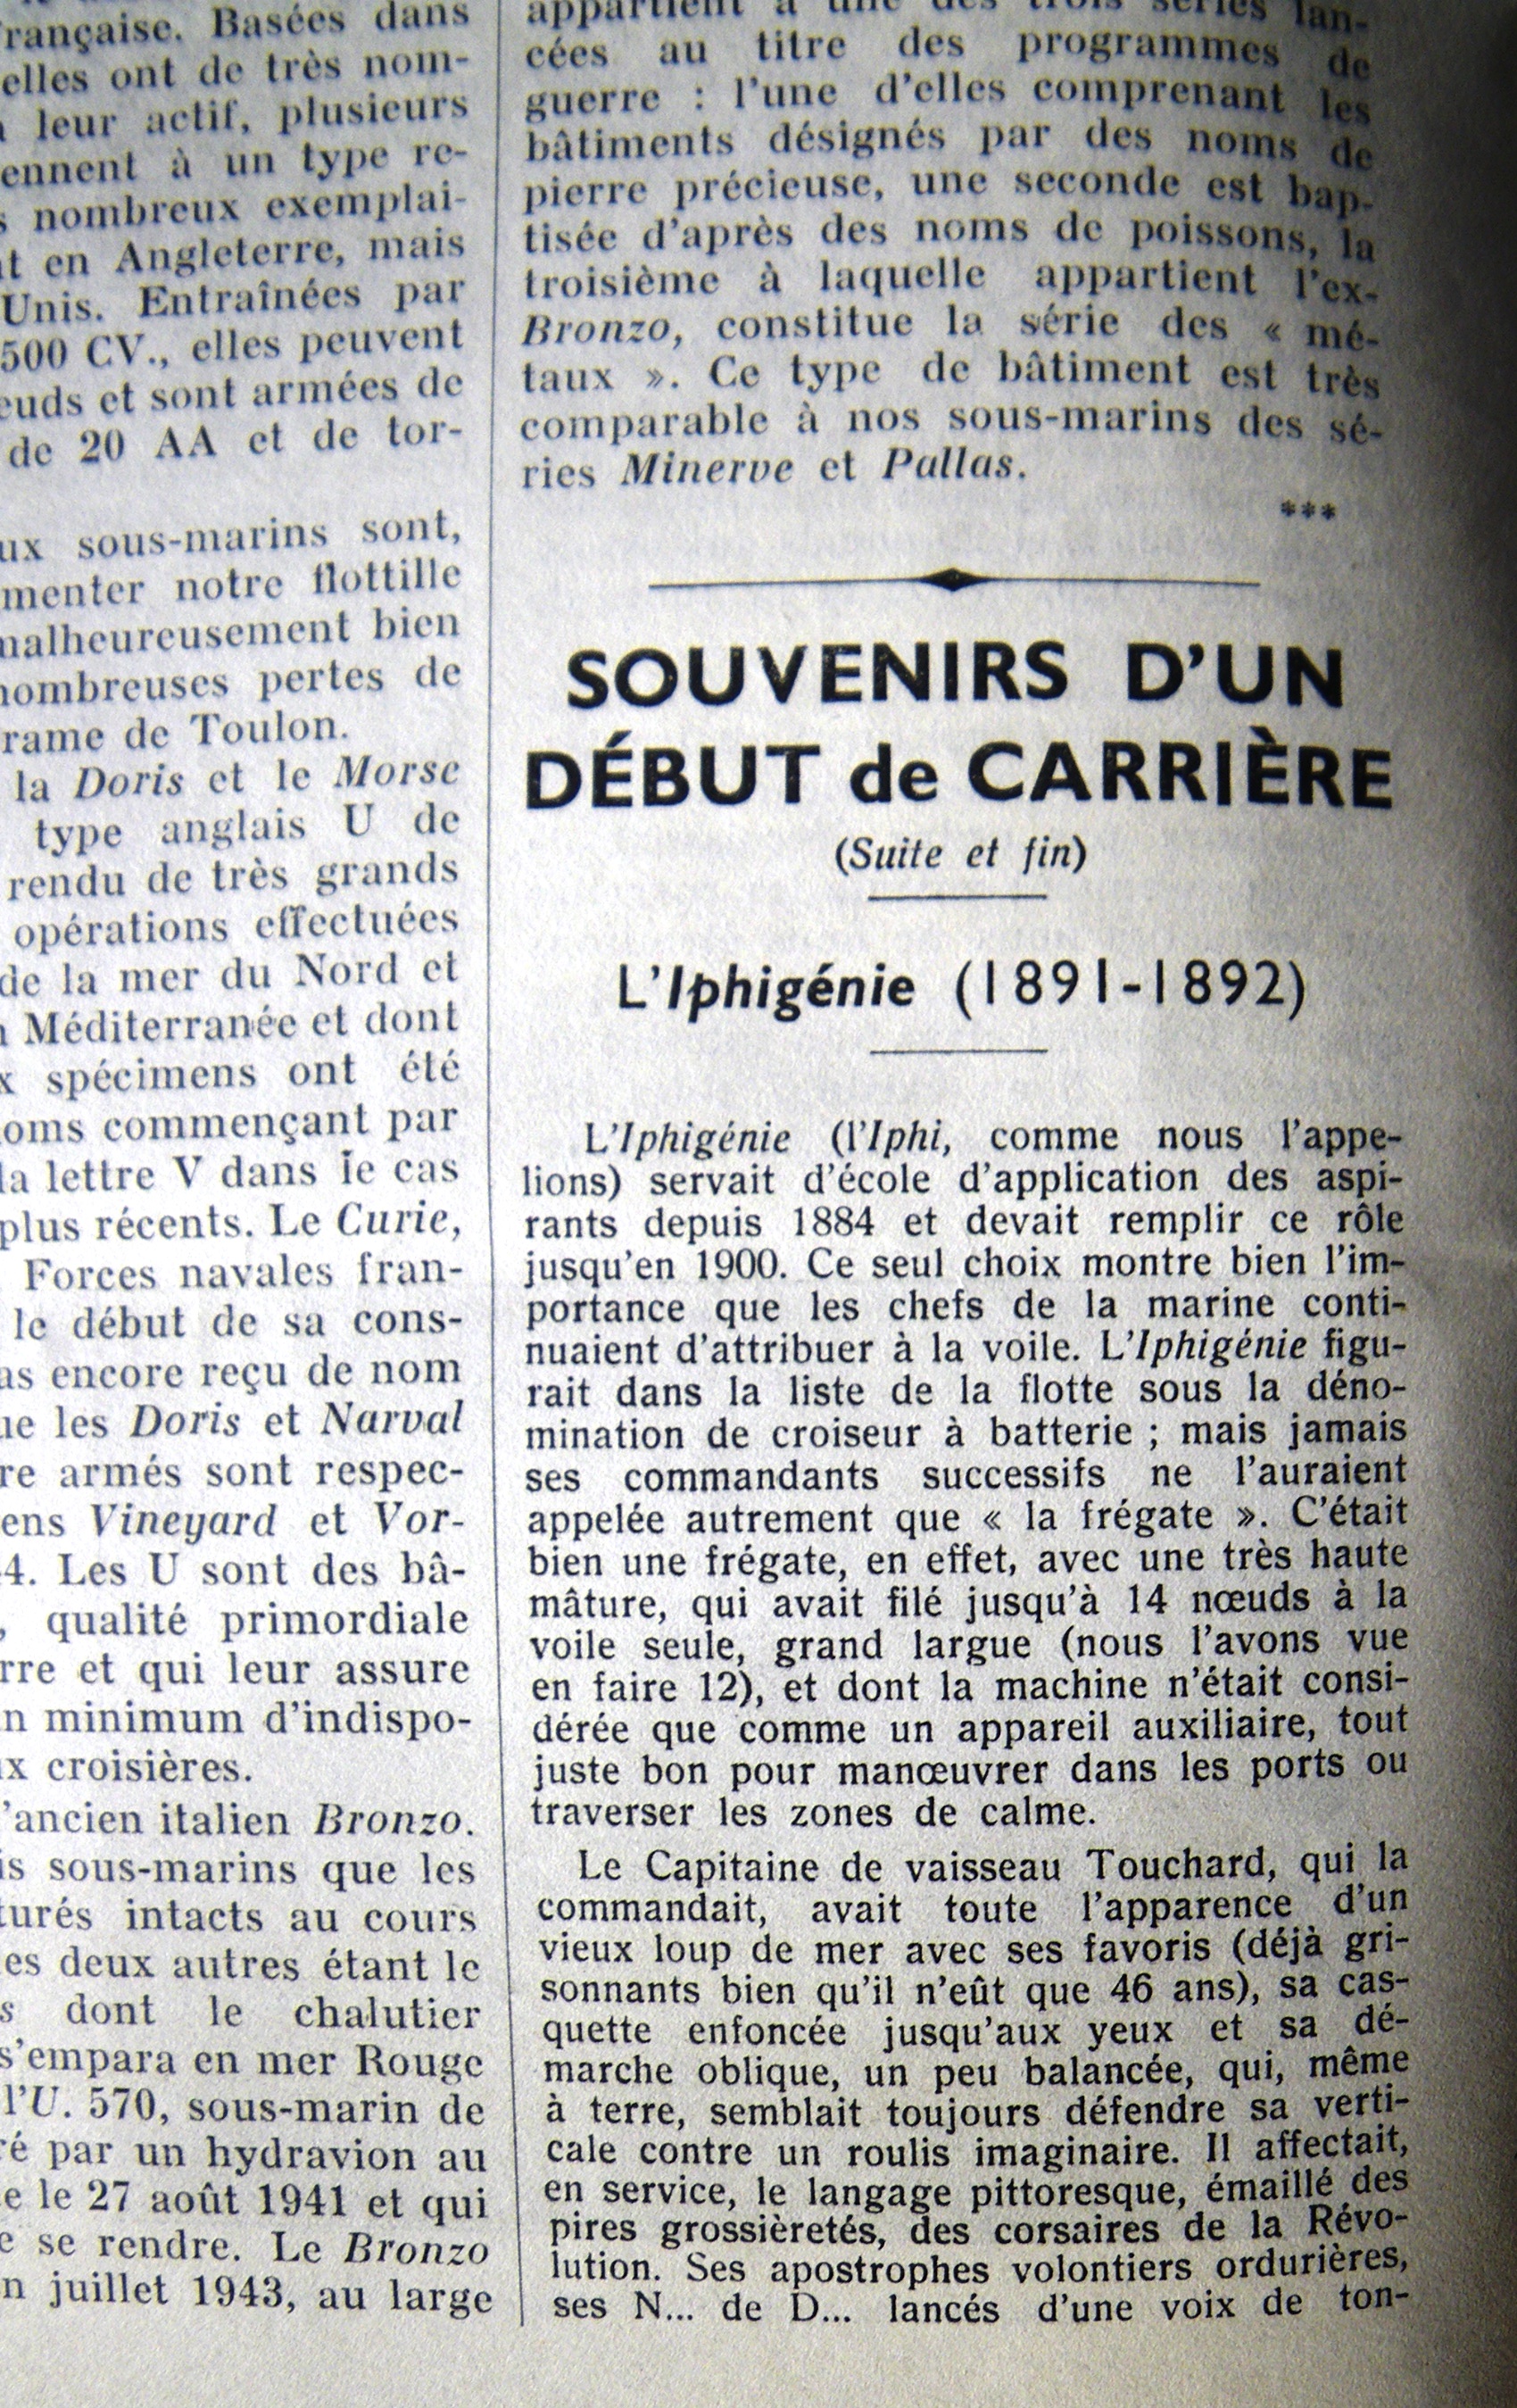 rançaise. Basées dans
elles ont de très nom-
leur actif, plusieurs
ennent à un type re-
nombreux exemplai-
t en Angleterre, mais
Unis. Entraînées par
500 CV., elles peuvent
euds et sont armées de
de 20 AA et de tor-
ux sous-marins sont,
menter notre flottille
malheureusement bien
nombreuses pertes de
rame de Toulon.
la Doris et le Morse
type anglais U de
rendu de très grands
opérations effectuées
de la mer du Nord et
Méditerranée et dont
x spécimens ont été
oms commençant par
la lettre V dans le cas
plus récents. Le Curie,
Forces navales fran-
le début de sa cons-
as encore reçu de nom
ue les Doris et Narval
re armés sont respec-
ens Vineyard et Vor-
4. Les U sont des bâ-
, qualité primordiale
rre et qui leur assure
n minimum d'indispo-
x croisières.
'ancien italien Bronzo.
is sous-marins que les
turés intacts au cours
es deux autres étant le
s dont le chalutier
s'empara en mer Rouge
l'U. 570, sous-marin de
ré par un hydravion au
e le 27 août 1941 et qui
e se rendre. Le Bronzo
n juillet 1943, au large
appartient à une des trois séries lan-
cées au titre des programmes de
guerre : l'une d'elles comprenant les
bâtiments désignés par des noms de
pierre précieuse, une seconde est bap-
tisée d'après des noms de poissons, la
troisième à laquelle appartient l'ex-
Bronzo, constitue la série des « mé-
taux ». Ce type de bâtiment est très
comparable à nos sous-marins des sé-
ries Minerve et Pallas.
***
SOUVENIRS D'UN
DÉBUT de CARRIÈRE
(Suite et fin)
L'Iphigénie (1891-1892)
L'Iphigénie (l'Iphi, comme nous l'appe-
lions) servait d'école d'application des aspi-
rants depuis 1884 et devait remplir ce rôle
jusqu'en 1900. Ce seul choix montre bien l'im-
portance que les chefs de la marine conti-
nuaient d'attribuer à la voile. L'Iphigénie figu-
rait dans la liste de la flotte sous la déno-
mination de croiseur à batterie ; mais jamais
ses commandants successifs ne l'auraient
appelée autrement que « la frégate ». C'était
bien une frégate, en effet, avec une très haute
mâture, qui avait filé jusqu'à 14 nœuds à la
voile seule, grand largue (nous l'avons vue
en faire 12), et dont la machine n'était consi-
dérée que comme un appareil auxiliaire, tout
juste bon pour manœuvrer dans les ports ou
traverser les zones de calme.
Le Capitaine de vaisseau Touchard, qui la
commandait, avait toute l'apparence d'un
vieux loup de mer avec ses favoris (déjà gri-
sonnants bien qu'il n'eût que 46 ans), sa cas-
quette enfoncée jusqu'aux yeux et sa dé-
marche oblique, un peu balancée, qui, même
à terre, semblait toujours défendre sa verti-
cale contre un roulis imaginaire. Il affectait,
en service, le langage pittoresque, émaillé des
pires grossièretés, des corsaires de la Révo-
lution. Ses apostrophes volontiers ordurières,
ses N... de D... lancés d'une voix de ton-